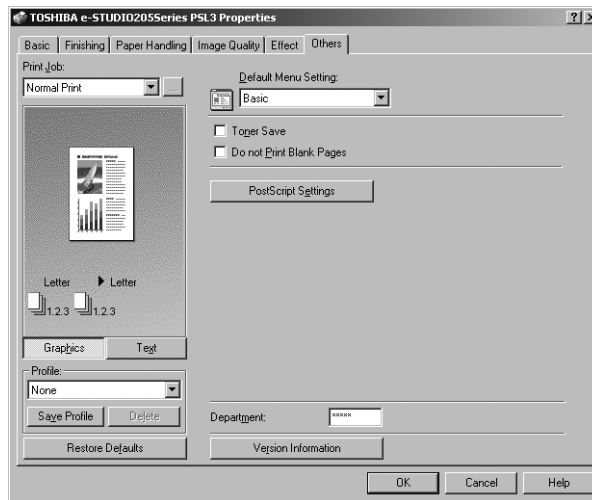 TOSHIBA e-STUDIO205Series PSL3 Properties
Basic
Finishing
Paper Handling
Image Quality
Effect
Others
Print Job:
Normal Print
...
Letter
Letter
1.2.3
1.2.3
Graphics
Text
Profile:
None
Save Profile
Delete
Restore Defaults
Default Menu Setting:
Basic
Toner Save
Do not Print Blank Pages
PostScript Settings
Department:
*****
Version Information
OK
Cancel
Help